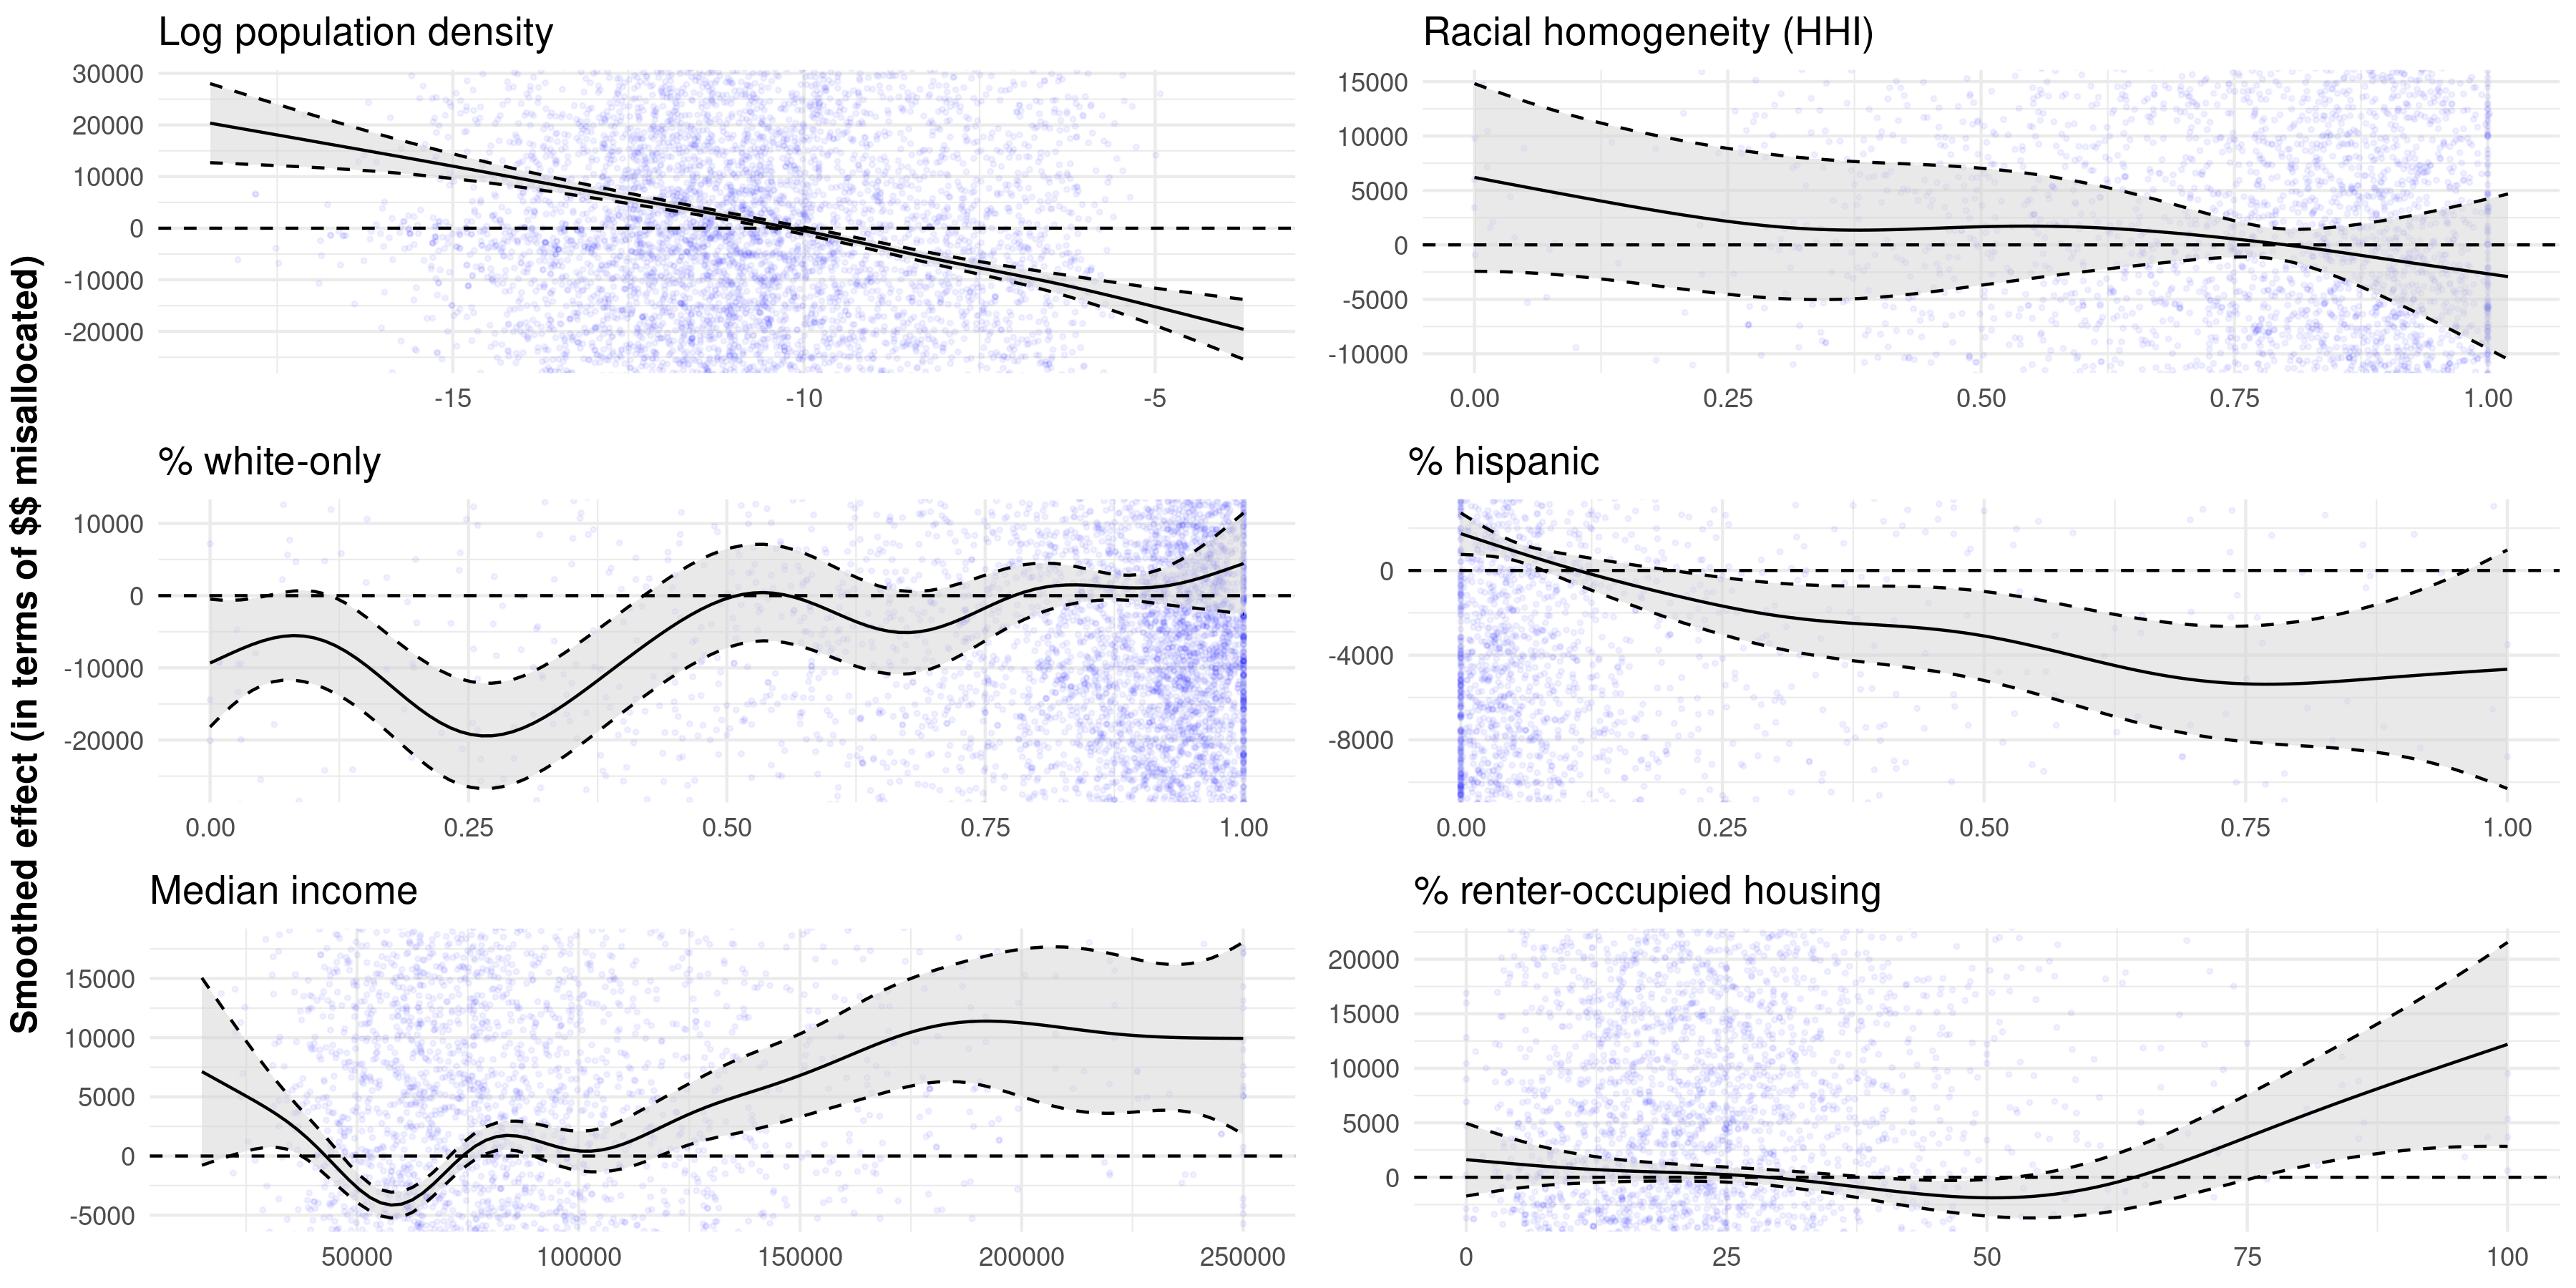 Smoothed effect (in terms of $$ misallocated)
Log population density
30000
20000
10000
0
-10000
-20000
-15 -10 -5
Racial homogeneity (HHI)
15000
10000
5000
0
-5000
-10000
0.00 0.25 0.50 0.75 1.00
% white-only
10000
0
-10000
-20000
0.00 0.25 0.50 0.75 1.00
% hispanic
0
-4000
-8000
0.00 0.25 0.50 0.75 1.00
Median income
15000
10000
5000
0
-5000
50000 100000 150000 200000 250000
% renter-occupied housing
20000
15000
10000
5000
0
0 25 50 75 100